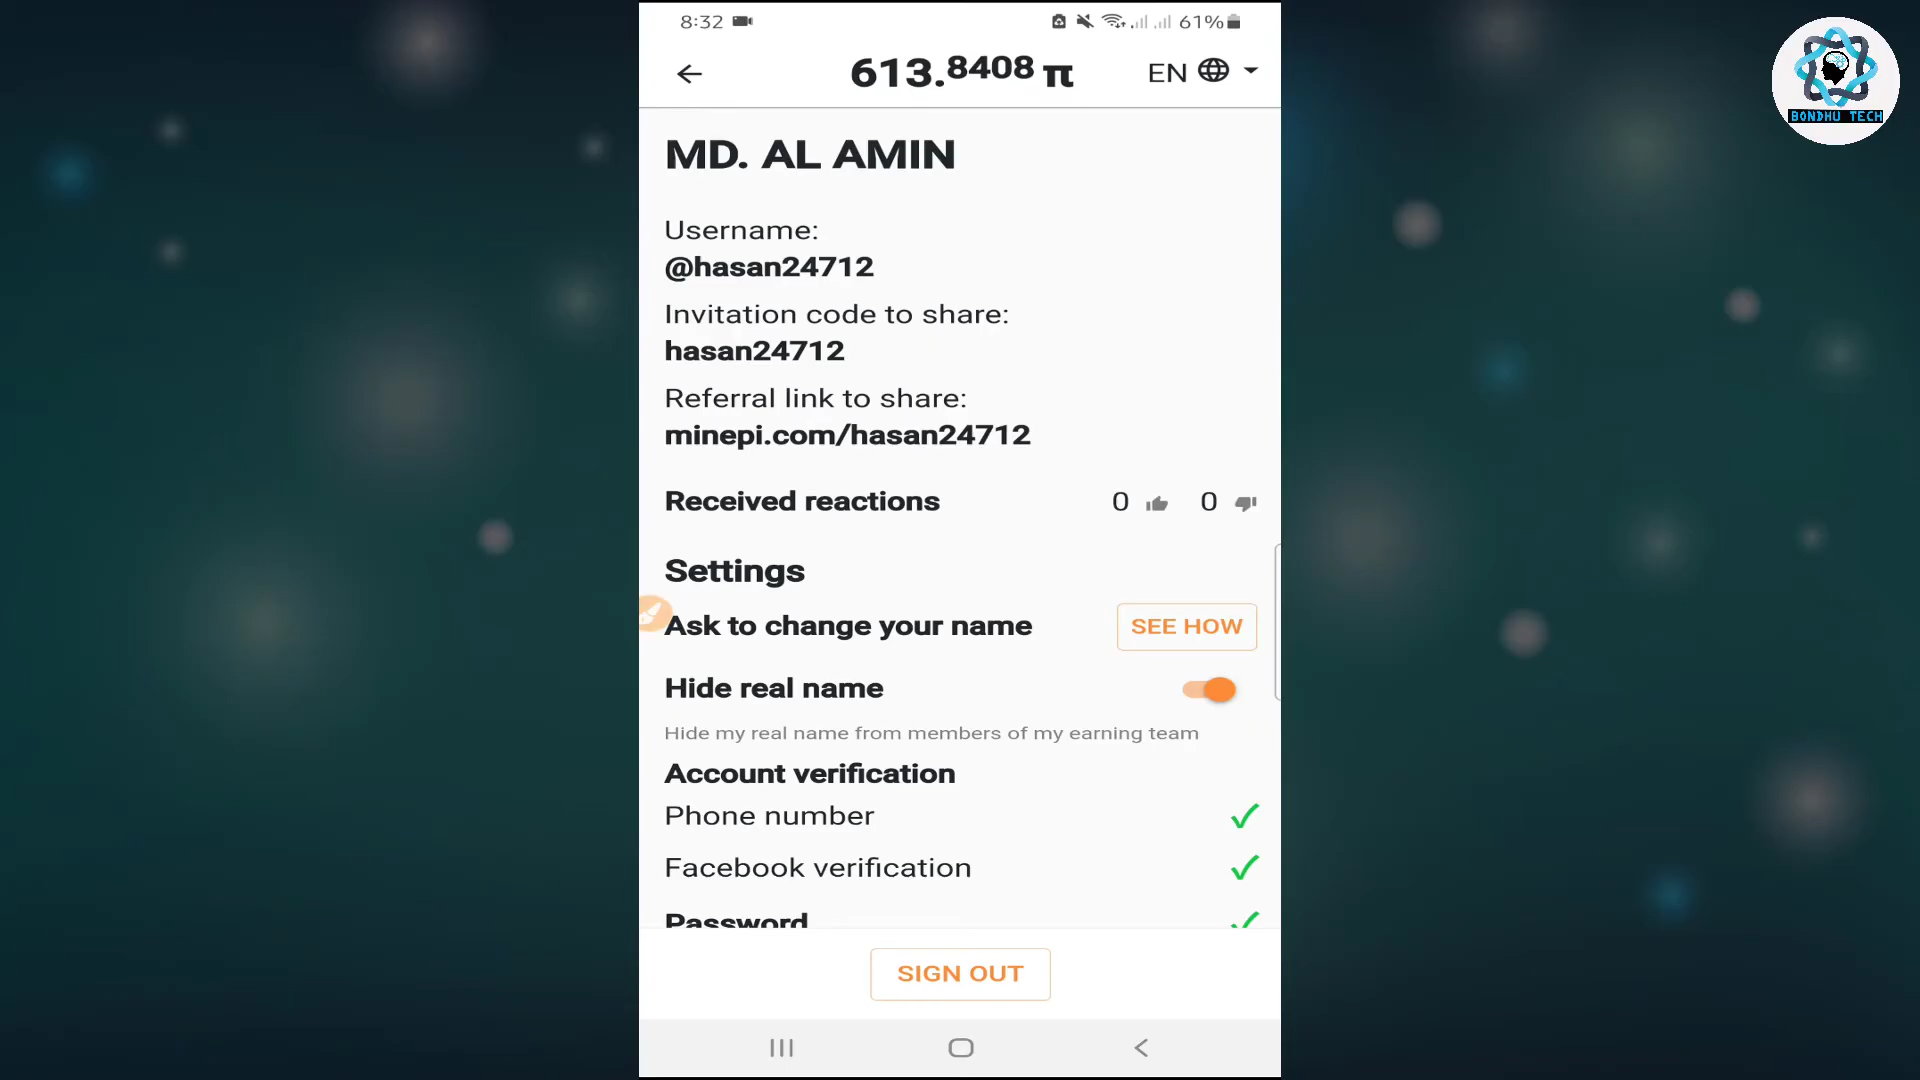 8:32
61%
613.8408 π
EN
BONDHU TECH
MD. AL AMIN
Username:
@hasan24712
Invitation code to share:
hasan24712
Referral link to share:
minepi.com/hasan24712
Received reactions 0 0
Settings
Ask to change your name SEE HOW
Hide real name
Hide my real name from members of my earning team
Account verification
Phone number
Facebook verification
Password
SIGN OUT